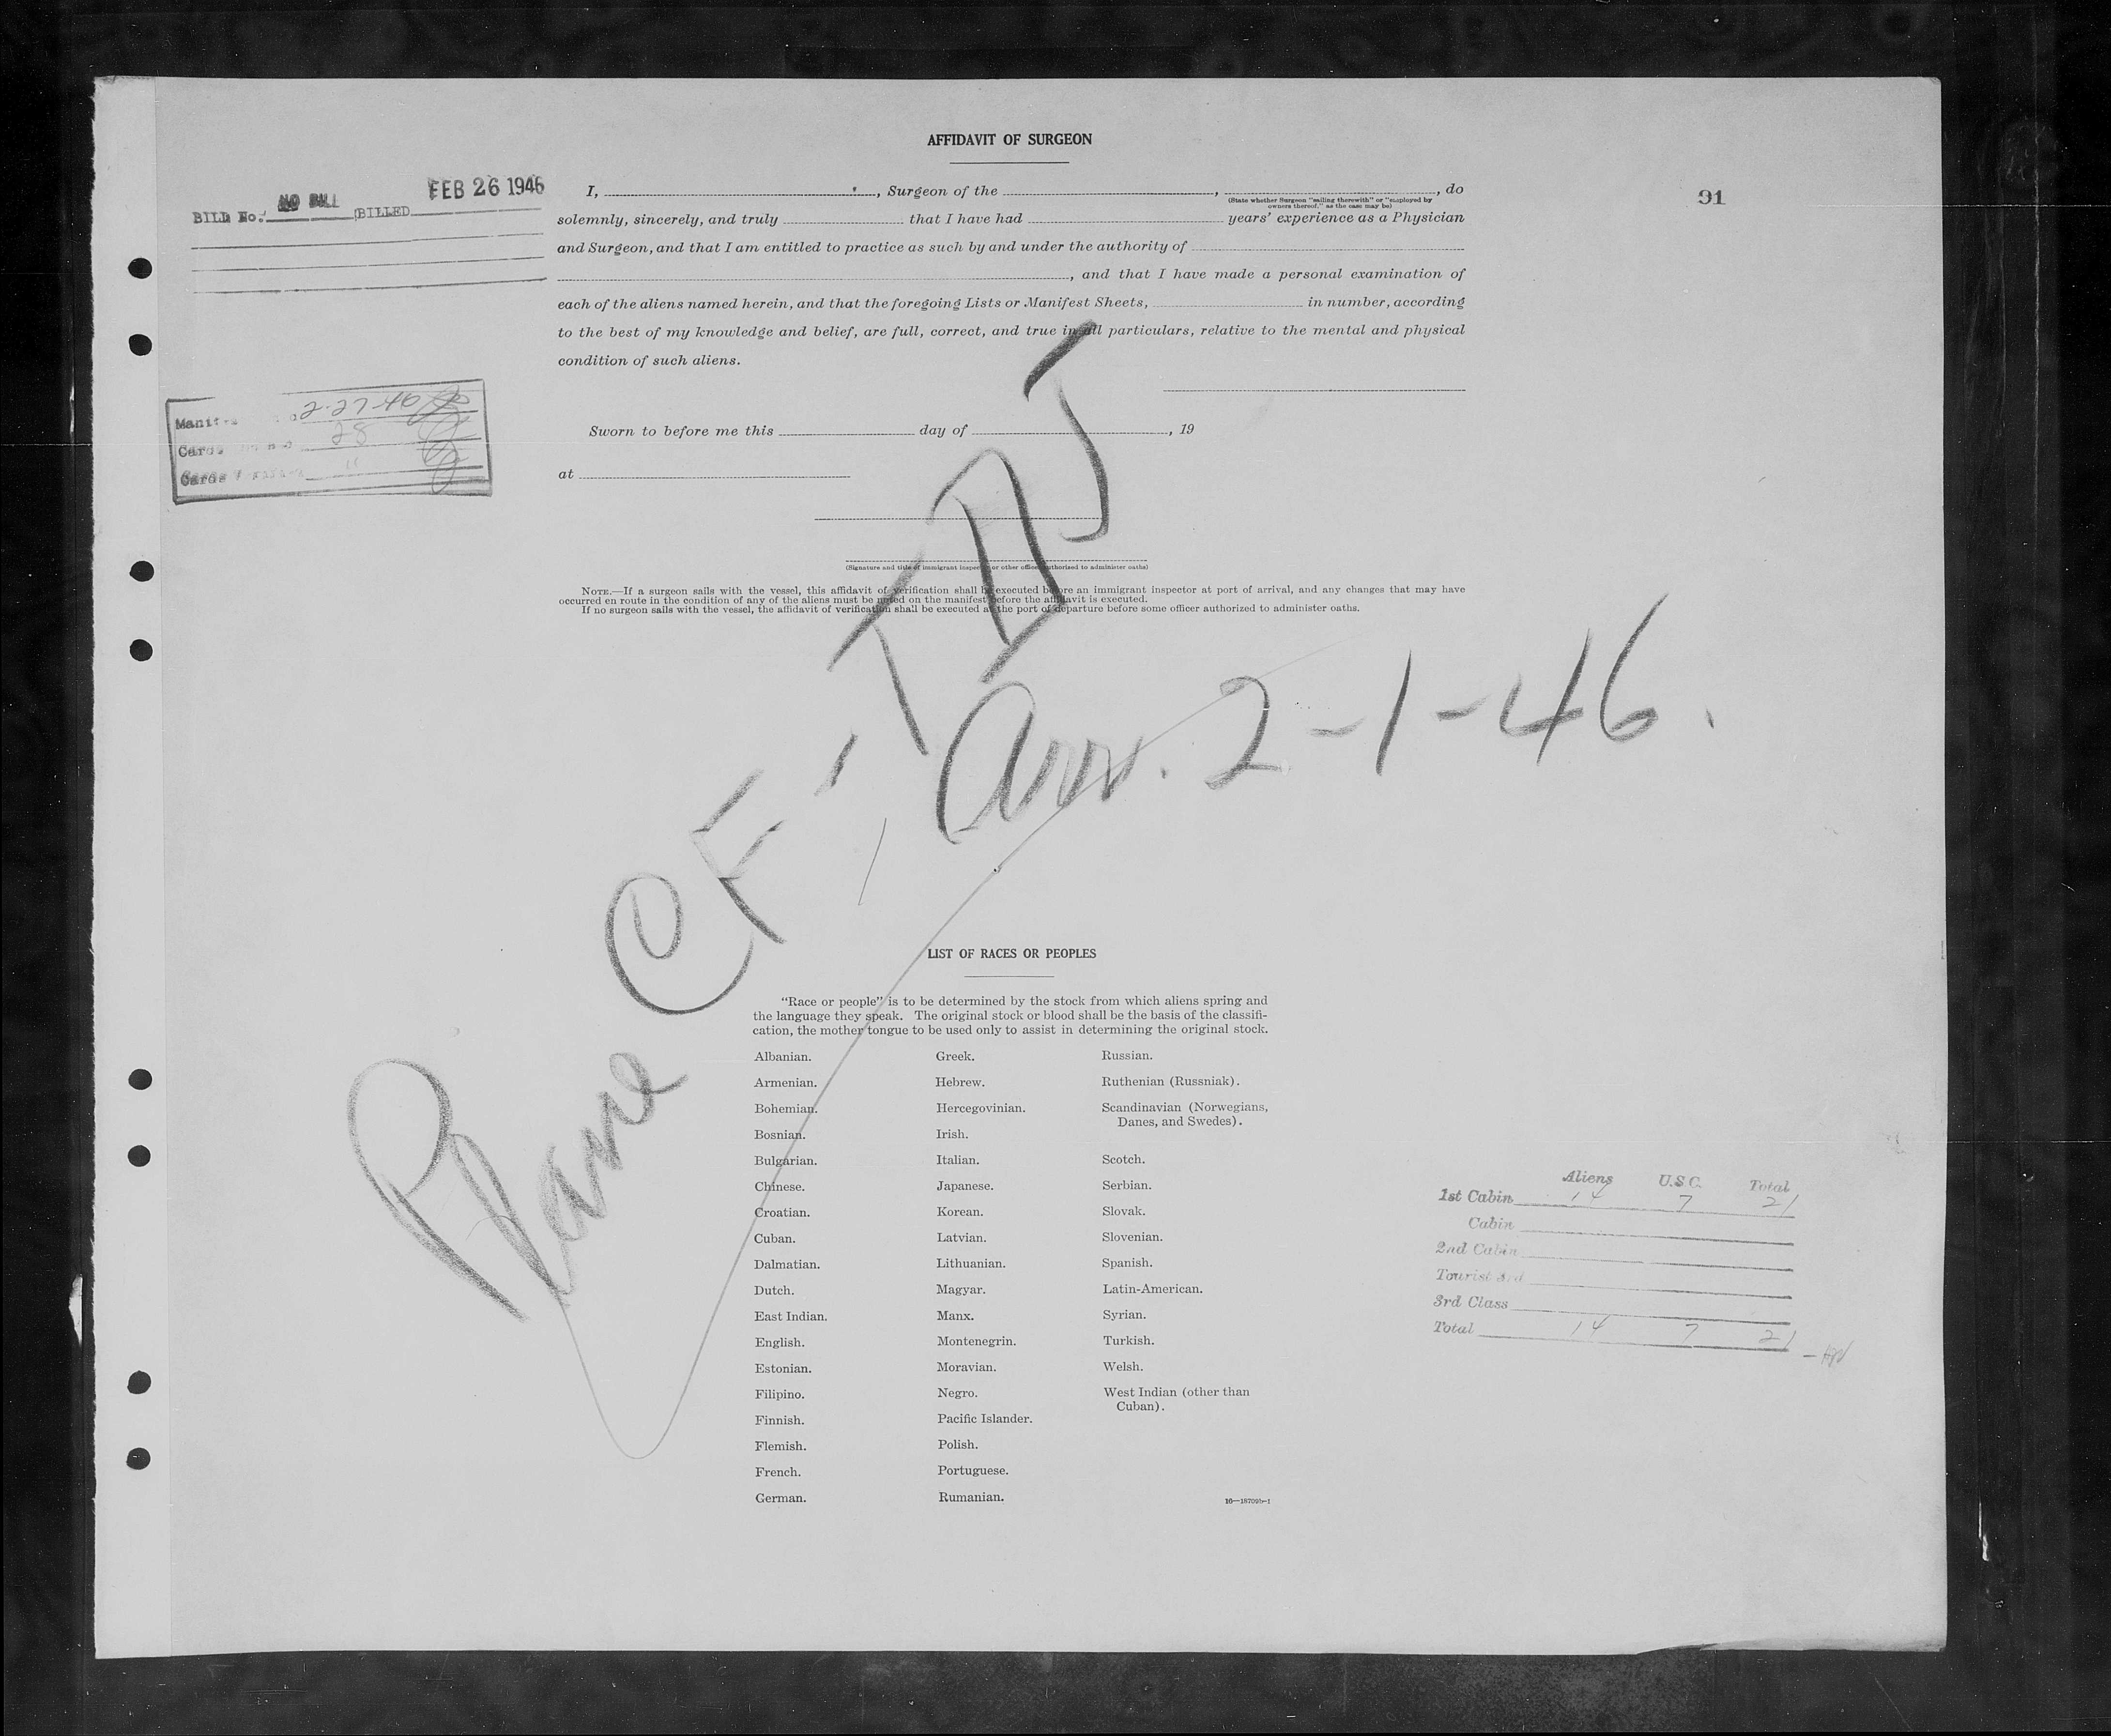 AFFIDAVIT OF SURGEON
91
BILL No. NO BILL BILLED FEB 26 1946
I, , Surgeon of the , , do
(State whether Surgeon "sailing therewith" or "employed by
owners thereof," as the case may be)
solemnly, sincerely, and truly that I have had years' experience as a Physician
and Surgeon, and that I am entitled to practice as such by and under the authority of
, and that I have made a personal examination of
each of the aliens named herein, and that the foregoing Lists or Manifest Sheets, in number, according
to the best of my knowledge and belief, are full, correct, and true in all particulars, relative to the mental and physical
condition of such aliens.
2-27-46
Cards 28
Cards
Sworn to before me this day of , 19
at
(Signature and title of immigrant inspector or other officer authorized to administer oaths)
NOTE.—If a surgeon sails with the vessel, this affidavit of verification shall be executed before an immigrant inspector at port of arrival, and any changes that may have
occurred en route in the condition of any of the aliens must be noted on the manifest before the affidavit is executed.
If no surgeon sails with the vessel, the affidavit of verification shall be executed at the port of departure before some officer authorized to administer oaths.
Plane CF-TDJ
Arr. 2-1-46.
LIST OF RACES OR PEOPLES
"Race or people" is to be determined by the stock from which aliens spring and
the language they speak. The original stock or blood shall be the basis of the classifi-
cation, the mother tongue to be used only to assist in determining the original stock.
Albanian.
Armenian.
Bohemian.
Bosnian.
Bulgarian.
Chinese.
Croatian.
Cuban.
Dalmatian.
Dutch.
East Indian.
English.
Estonian.
Filipino.
Finnish.
Flemish.
French.
German.
Greek.
Hebrew.
Hercegovinian.
Irish.
Italian.
Japanese.
Korean.
Latvian.
Lithuanian.
Magyar.
Manx.
Montenegrin.
Moravian.
Negro.
Pacific Islander.
Polish.
Portuguese.
Rumanian.
Russian.
Ruthenian (Russniak).
Scandinavian (Norwegians,
Danes, and Swedes).
Scotch.
Serbian.
Slovak.
Slovenian.
Spanish.
Latin-American.
Syrian.
Turkish.
Welsh.
West Indian (other than
Cuban).
16—18709b-1
Aliens U.S.C. Total
1st Cabin 14 7 21
Cabin
2nd Cabin
Tourist 3rd
3rd Class
Total 14 7 21